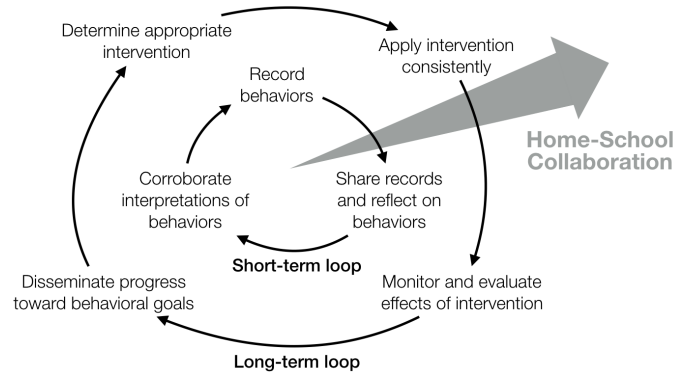 Determine appropriate
intervention
Apply intervention
consistently
Record
behaviors
Home-School
Collaboration
Corroborate
interpretations of
behaviors
Share records
and reflect on
behaviors
Short-term loop
Disseminate progress
toward behavioral goals
Monitor and evaluate
effects of intervention
Long-term loop